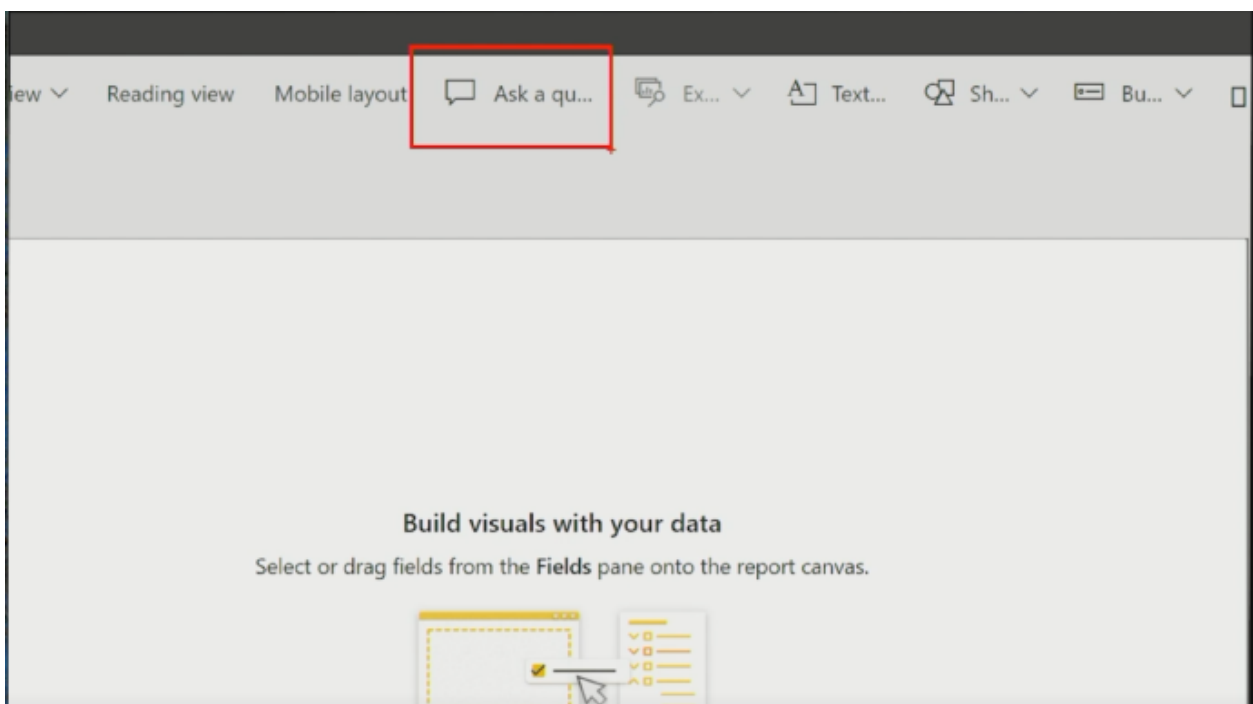 iew
Reading view
Mobile layout
Ask a qu...
Ex...
Text...
Sh...
Bu...
Build visuals with your data
Select or drag fields from the Fields pane onto the report canvas.